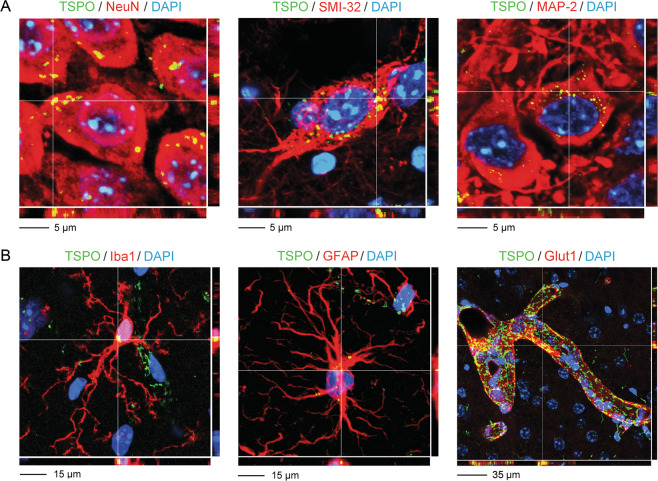 A
TSPO / NeuN / DAPI
TSPO / SMI-32 / DAPI
TSPO / MAP-2 / DAPI
5 µm
5 µm
5 µm
B
TSPO / Iba1 / DAPI
TSPO / GFAP / DAPI
TSPO / Glut1 / DAPI
15 µm
15 µm
35 µm